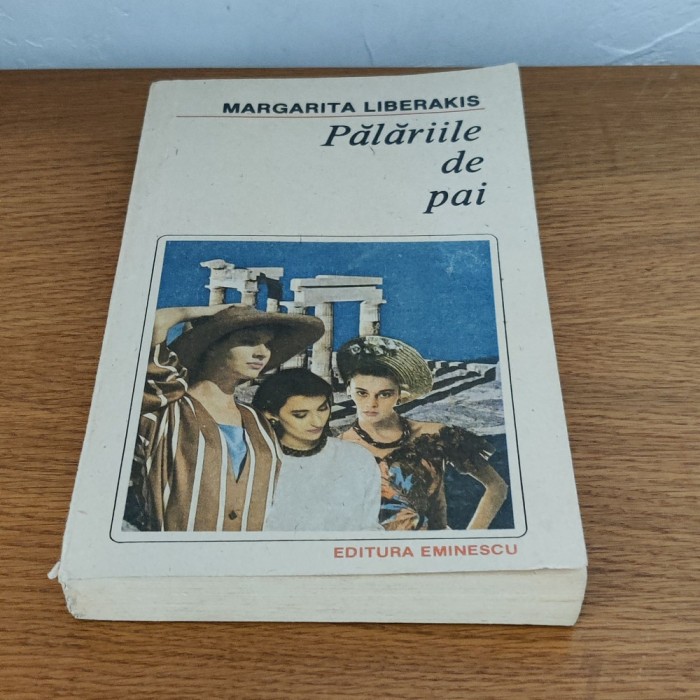 MARGARITA LIBERAKIS
Pălăriile
de
pai
EDITURA EMINESCU